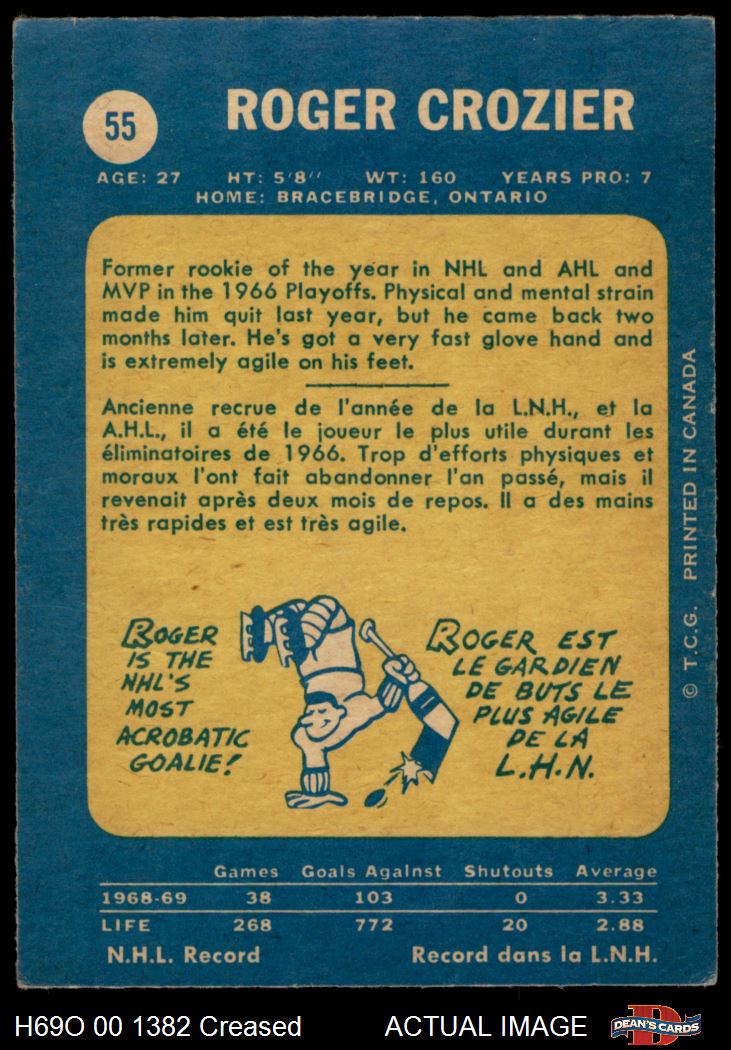 55
ROGER CROZIER
AGE: 27 HT: 5'8'' WT: 160 YEARS PRO: 7
HOME: BRACEBRIDGE, ONTARIO
Former rookie of the year in NHL and AHL and
MVP in the 1966 Playoffs. Physical and mental strain
made him quit last year, but he came back two
months later. He's got a very fast glove hand and
is extremely agile on his feet.
Ancienne recrue de l'année de la L.N.H., et la
A.H.L., il a été le joueur le plus utile durant les
éliminatoires de 1966. Trop d'efforts physiques et
moraux l'ont fait abandonner l'an passé, mais il
revenait après deux mois de repos. Il a des mains
très rapides et est très agile.
ROGER
IS THE
NHL'S
MOST
ACROBATIC
GOALIE!
ROGER EST
LE GARDIEN
DE BUTS LE
PLUS AGILE
DE LA
L.H.N.
© T.C.G. PRINTED IN CANADA
Games Goals Against Shutouts Average
1968-69 38 103 0 3.33
LIFE 268 772 20 2.88
N.H.L. Record Record dans la L.N.H.
H69O 00 1382 Creased ACTUAL IMAGE
D
DEAN'S CARDS